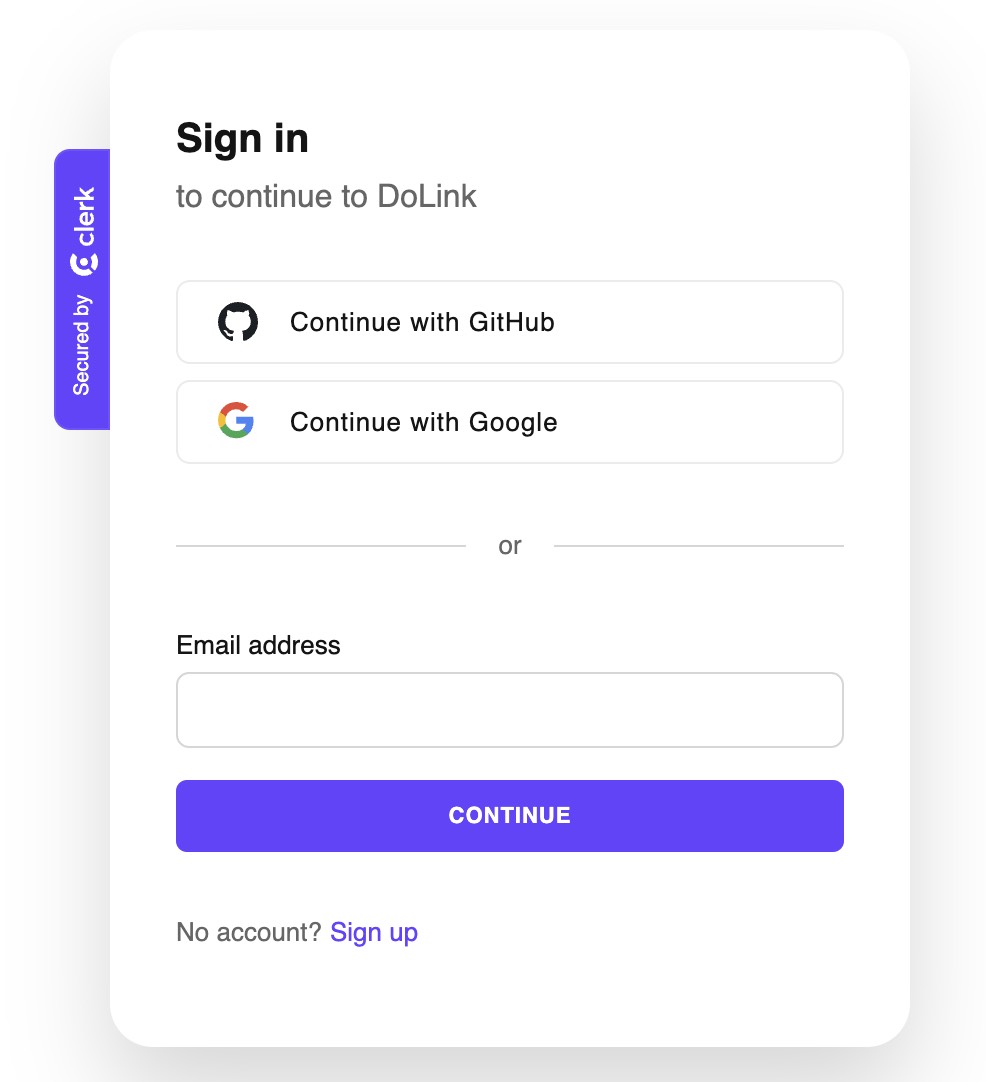 Sign in
to continue to DoLink
Secured by clerk
Continue with GitHub
Continue with Google
or
Email address
CONTINUE
No account? Sign up